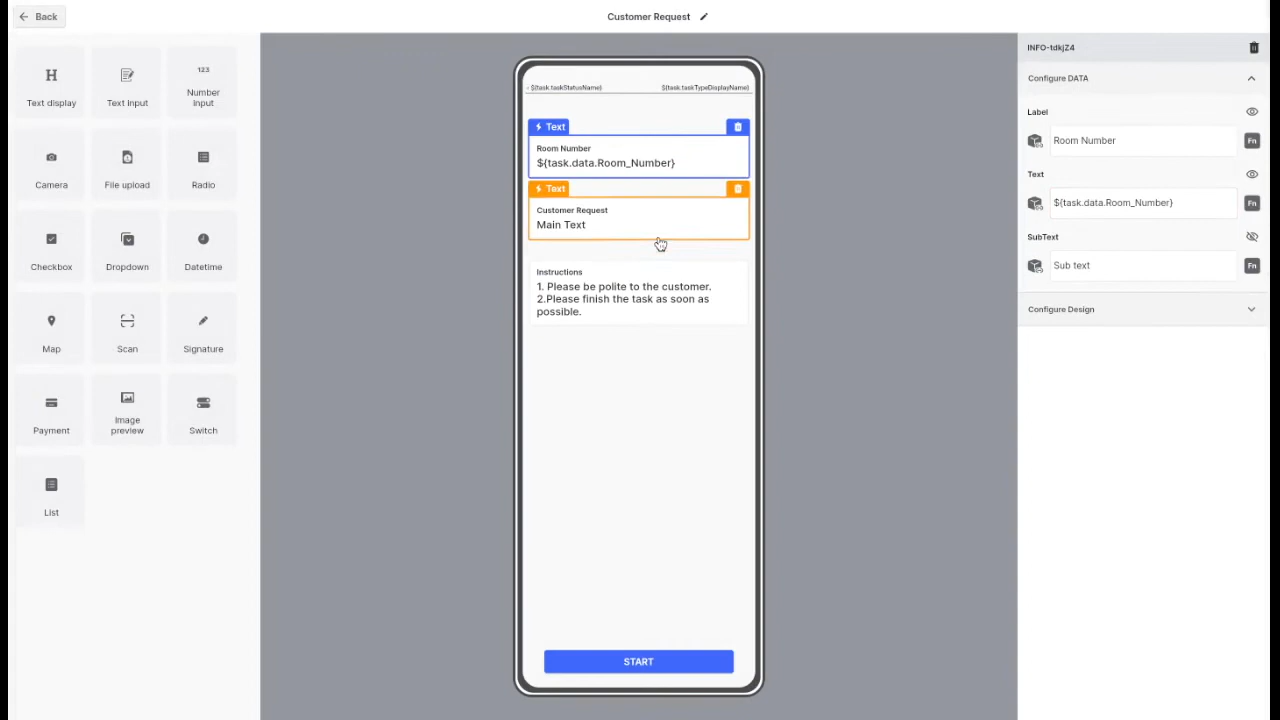 Back
Customer Request
H
Text display
Text Input
123
Number
Input
Camera
File upload
Radio
Checkbox
Dropdown
Datetime
Map
Scan
Signature
Payment
Image
preview
Switch
List
${task.taskStatusName}
${task.taskTypeDisplayName}
Text
Room Number
${task.data.Room_Number}
Text
Customer Request
Main Text
Instructions
1. Please be polite to the customer.
2.Please finish the task as soon as
possible.
START
INFO-tdkjZ4
Configure DATA
Label
Room Number
Fn
Text
${task.data.Room_Number}
Fn
SubText
Sub text
Fn
Configure Design